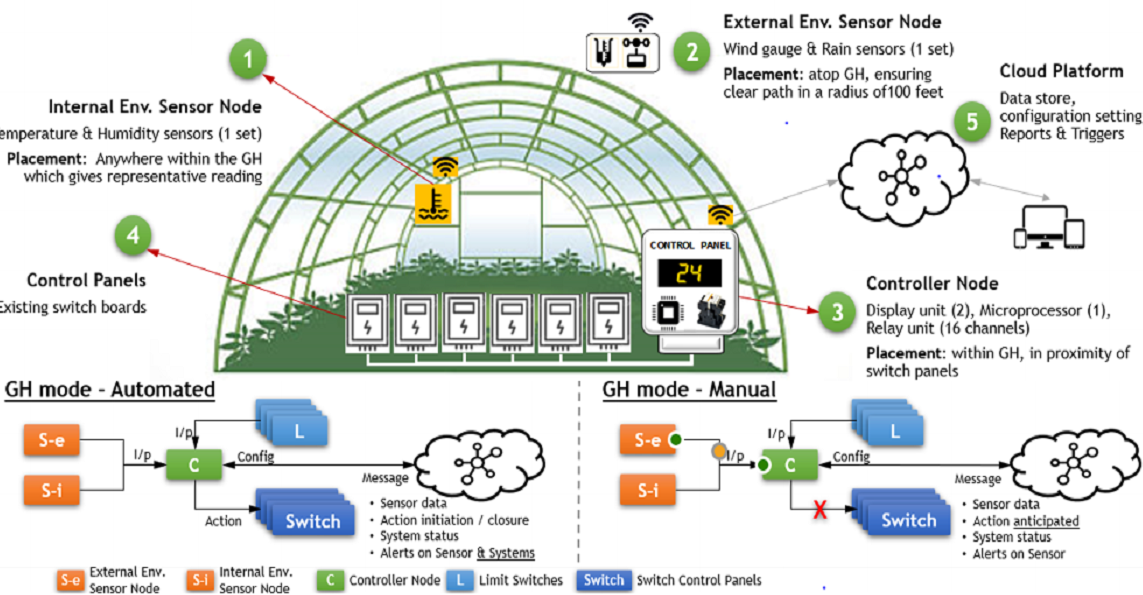 1
Internal Env. Sensor Node
emperature & Humidity sensors (1 set)
Placement: Anywhere within the GH
which gives representative reading
4
Control Panels
Existing switch boards
External Env. Sensor Node
2
Wind gauge & Rain sensors (1 set)
Placement: atop GH, ensuring
clear path in a radius of100 feet
Cloud Platform
5
Data store,
configuration setting
Reports & Triggers
CONTROL PANEL
24
3
Controller Node
Display unit (2), Microprocessor (1),
Relay unit (16 channels)
Placement: within GH, in proximity of
switch panels
GH mode - Automated
S-e
S-i
I/p
I/p
C
L
Config
Action
Switch
Message
• Sensor data
• Action initiation / closure
• System status
• Alerts on Sensor & Systems
GH mode - Manual
S-e
S-i
I/p
I/p
C
L
Config
X
Switch
Message
• Sensor data
• Action anticipated
• System status
• Alerts on Sensor
S-e External Env. Sensor Node
S-i Internal Env. Sensor Node
C Controller Node
L Limit Switches
Switch Switch Control Panels